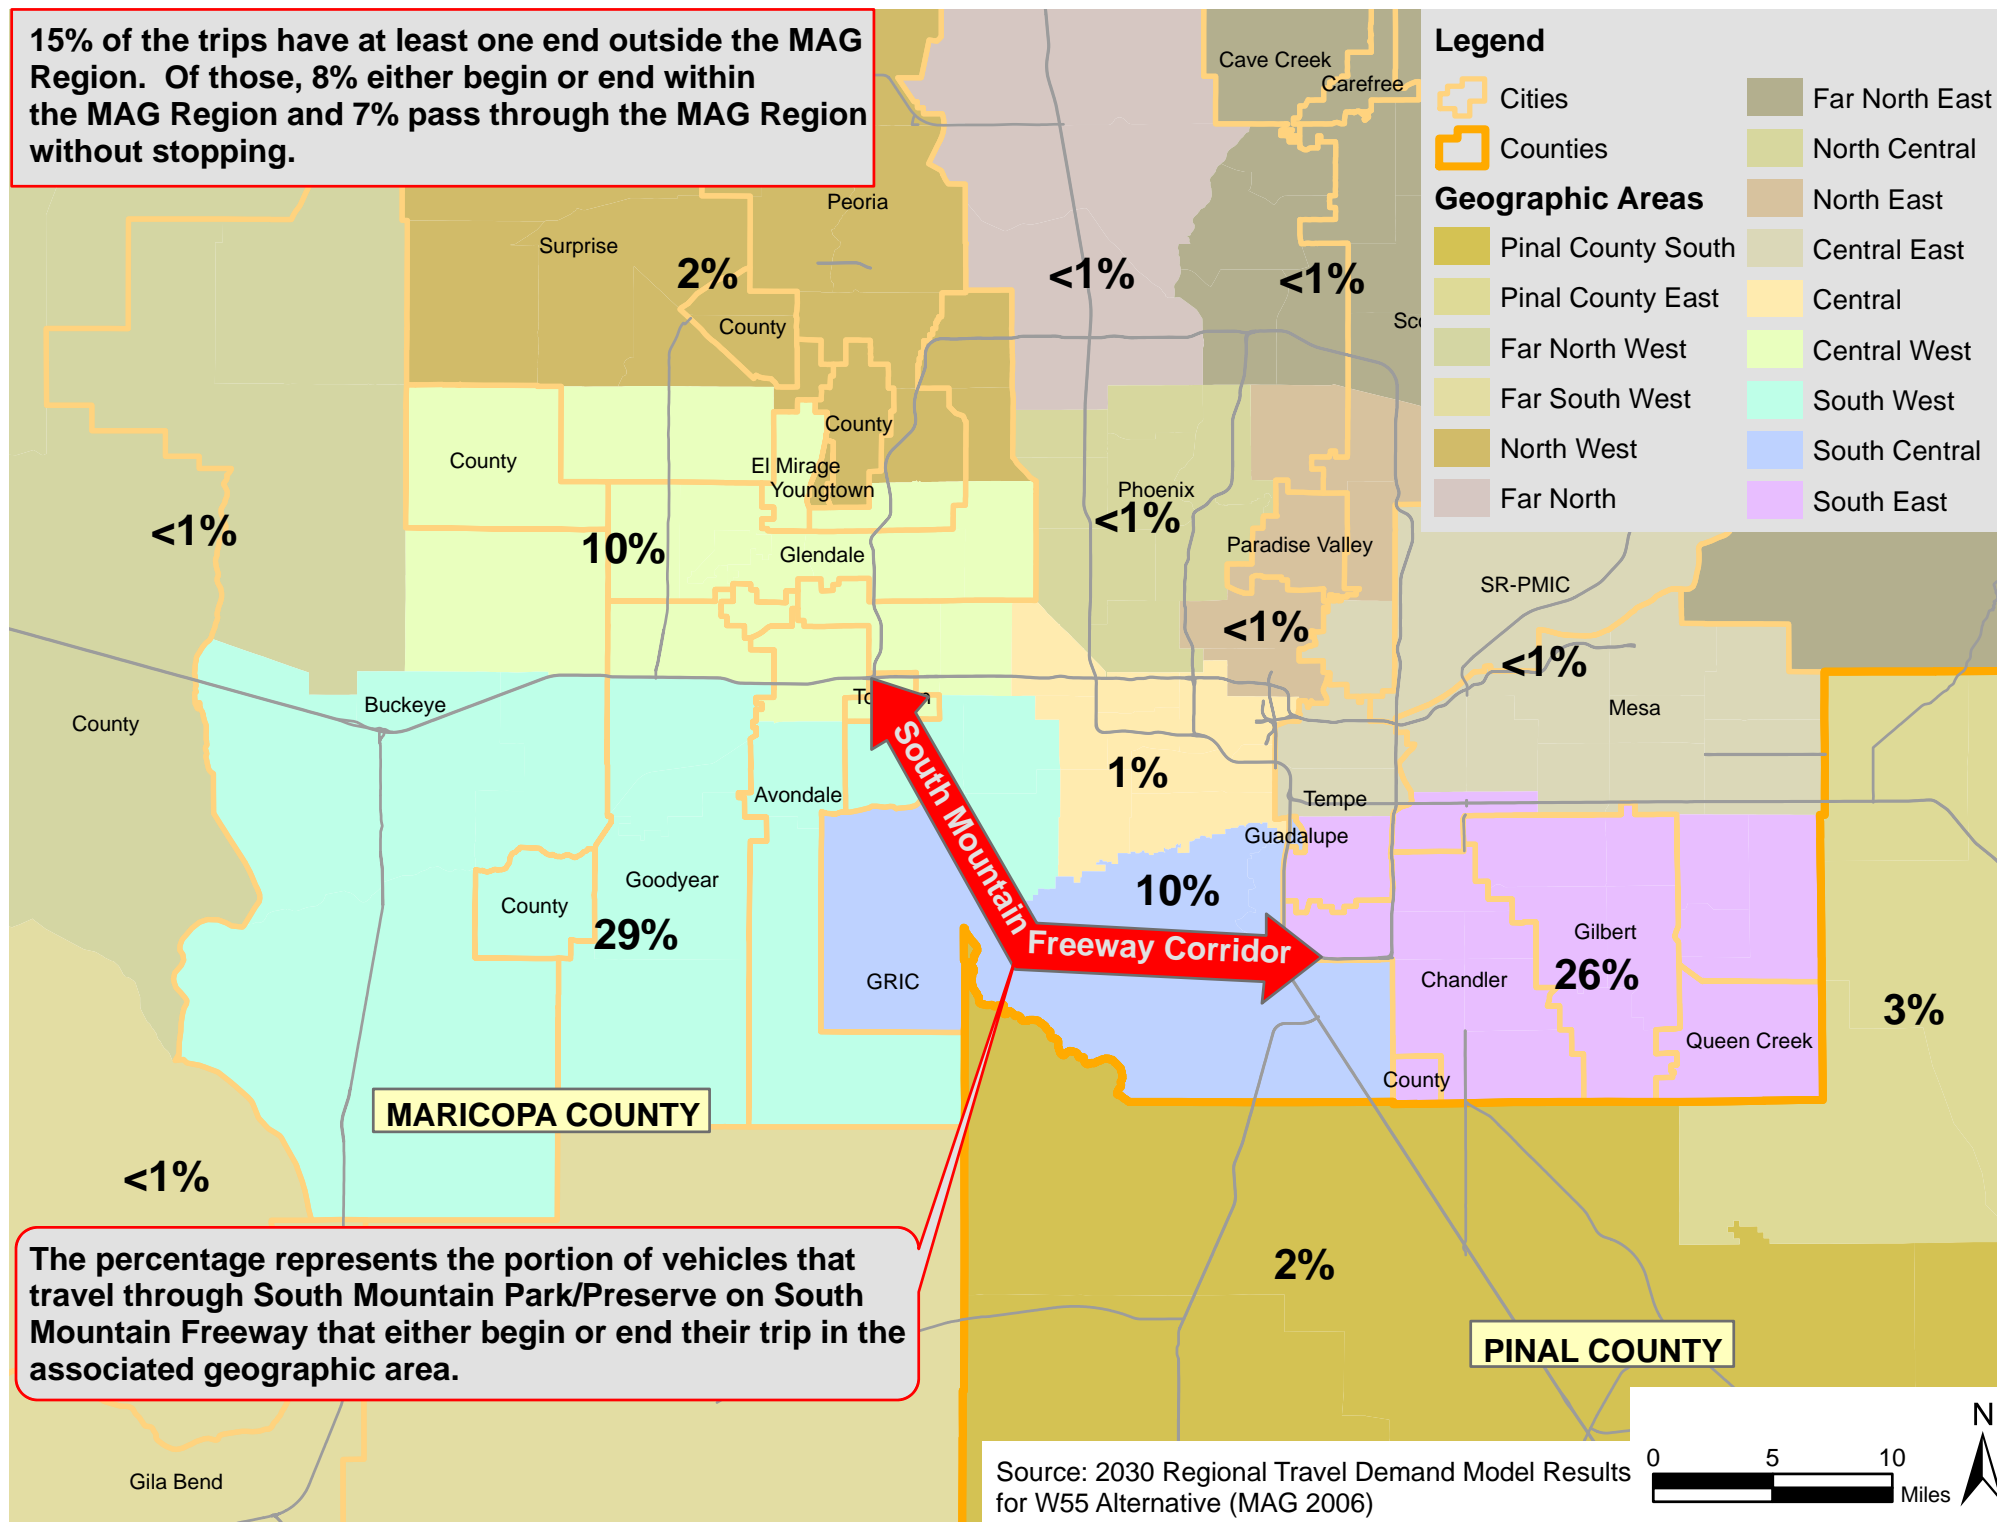 15% of the trips have at least one end outside the MAG
Region.  Of those, 8% either begin or end within
the MAG Region and 7% pass through the MAG Region
without stopping.
Legend
Cities
Counties
Geographic Areas
Pinal County South
Pinal County East
Far North West
Far South West
North West
Far North
Far North East
North Central
North East
Central East
Central
Central West
South West
South Central
South East
Cave Creek
Carefree
Peoria
Surprise
2%
<1%
<1%
County
County
County
El Mirage
Youngtown
Phoenix
<1%
<1%
10%
Glendale
Paradise Valley
SR-PMIC
<1%
<1%
Buckeye
County
Mesa
1%
Avondale
Tempe
Guadalupe
South Mountain
Freeway Corridor
Goodyear
County
29%
10%
Gilbert
26%
GRIC
Chandler
3%
Queen Creek
County
MARICOPA COUNTY
<1%
The percentage represents the portion of vehicles that
travel through South Mountain Park/Preserve on South
Mountain Freeway that either begin or end their trip in the
associated geographic area.
2%
PINAL COUNTY
Gila Bend
Source: 2030 Regional Travel Demand Model Results
for W55 Alternative (MAG 2006)
0 5 10
Miles
N